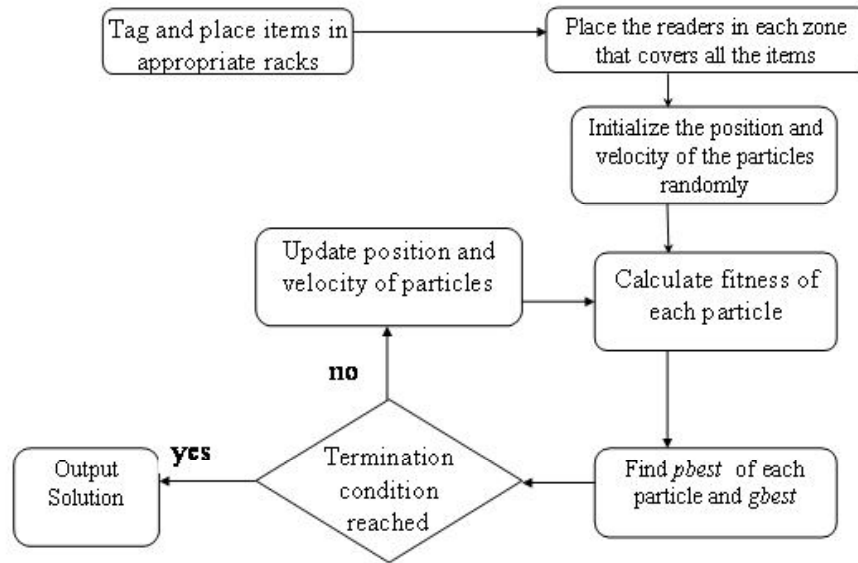 Tag and place items in
appropriate racks
Place the readers in each zone
that covers all the items
Initialize the position and
velocity of the particles
randomly
Update position and
velocity of particles
Calculate fitness of
each particle
no
yes
Termination
condition
reached
Output
Solution
Find pbest of each
particle and gbest